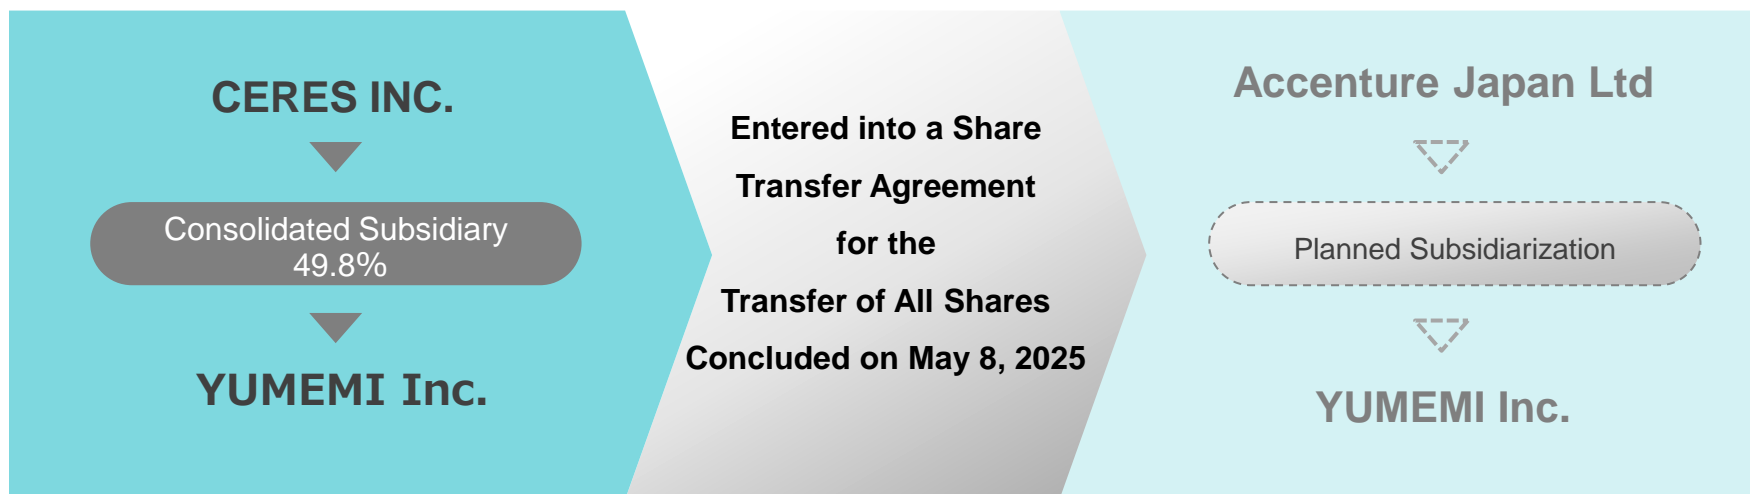 CERES INC.
Consolidated Subsidiary
49.8%
YUMEMI Inc.
Entered into a Share
Transfer Agreement
for the
Transfer of All Shares
Concluded on May 8, 2025
Accenture Japan Ltd
Planned Subsidiarization
YUMEMI Inc.